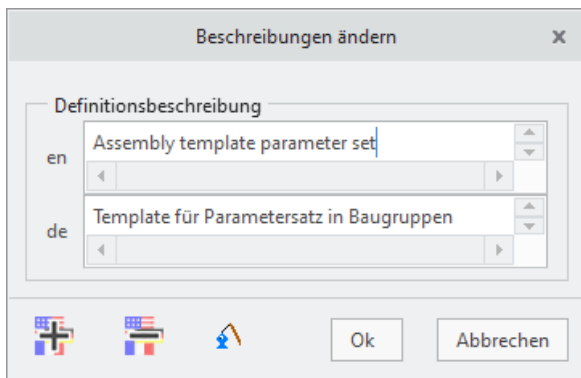 Beschreibungen ändern
Definitionsbeschreibung
en
Assembly template parameter set
de
Template für Parametersatz in Baugruppen
Ok
Abbrechen